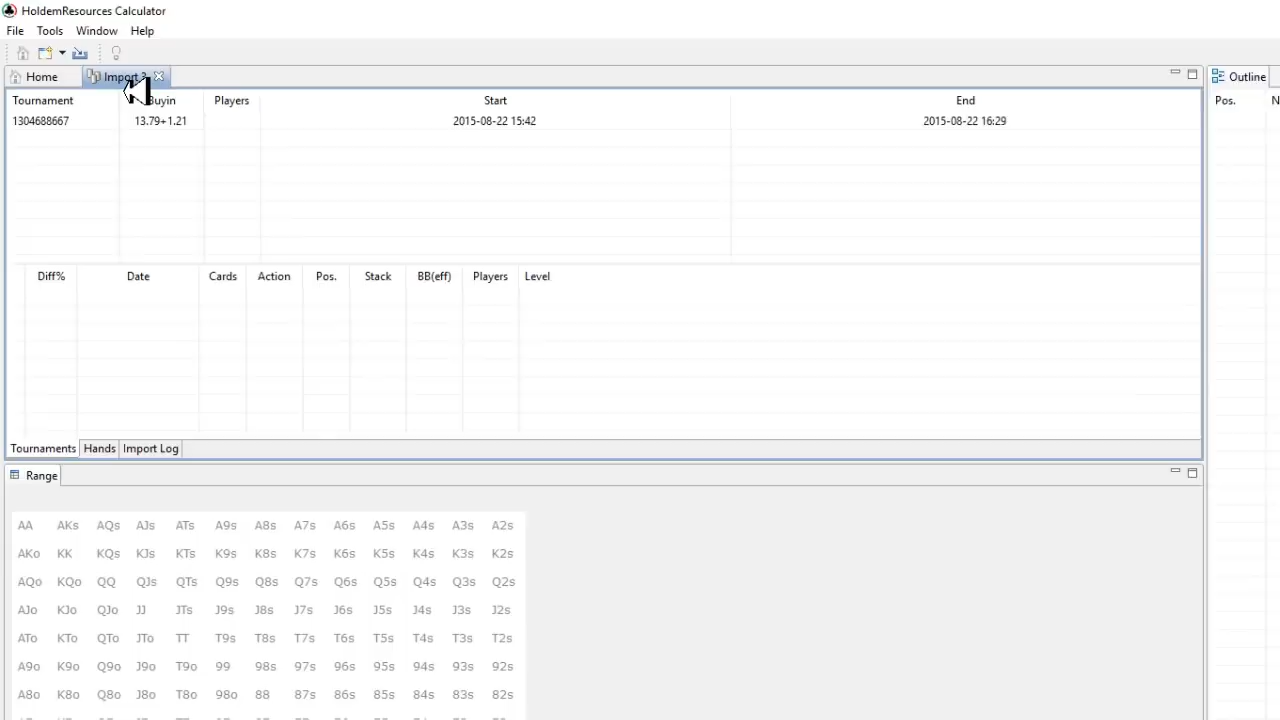 HoldemResources Calculator
File Tools Window Help
Home Import Outline
Tournament Buyin Players Start End Pos. N
1304688667 13.79+1.21 2015-08-22 15:42 2015-08-22 16:29
Diff% Date Cards Action Pos. Stack BB(eff) Players Level
Tournaments Hands Import Log
Range
AA AKs AQs AJs ATs A9s A8s A7s A6s A5s A4s A3s A2s
AKo KK KQs KJs KTs K9s K8s K7s K6s K5s K4s K3s K2s
AQo KQo QQ QJs QTs Q9s Q8s Q7s Q6s Q5s Q4s Q3s Q2s
AJo KJo QJo JJ JTs J9s J8s J7s J6s J5s J4s J3s J2s
ATo KTo QTo JTo TT T9s T8s T7s T6s T5s T4s T3s T2s
A9o K9o Q9o J9o T9o 99 98s 97s 96s 95s 94s 93s 92s
A8o K8o Q8o J8o T8o 98o 88 87s 86s 85s 84s 83s 82s